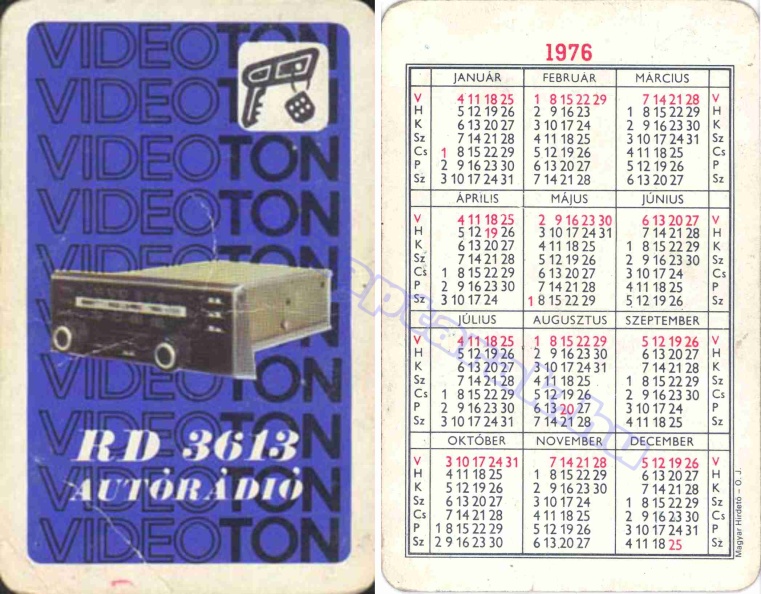 VIDEOTON
VIDEOTON
VIDEOTON
VIDEOTON
VIDEOTON
VIDEOTON
VIDEOTON
VIDEOTON
RD 3613
AUTÓRÁDIÓ
VIDEOTON
VIDEOTON
1976
JANUÁR FEBRUÁR MÁRCIUS
V 4 11 18 25 1 8 15 22 29 7 14 21 28 V
H 5 12 19 26 2 9 16 23 1 8 15 22 29 H
K 6 13 20 27 3 10 17 24 2 9 16 23 30 K
Sz 7 14 21 28 4 11 18 25 3 10 17 24 31 Sz
Cs 1 8 15 22 29 5 12 19 26 4 11 18 25 Cs
P 2 9 16 23 30 6 13 20 27 5 12 19 26 P
Sz 3 10 17 24 31 7 14 21 28 6 13 20 27 Sz
ÁPRILIS MÁJUS JÚNIUS
V 4 11 18 25 2 9 16 23 30 6 13 20 27 V
H 5 12 19 26 3 10 17 24 31 7 14 21 28 H
K 6 13 20 27 4 11 18 25 1 8 15 22 29 K
Sz 7 14 21 28 5 12 19 26 2 9 16 23 30 Sz
Cs 1 8 15 22 29 6 13 20 27 3 10 17 24 Cs
P 2 9 16 23 30 7 14 21 28 4 11 18 25 P
Sz 3 10 17 24 1 8 15 22 29 5 12 19 26 Sz
JÚLIUS AUGUSZTUS SZEPTEMBER
V 4 11 18 25 1 8 15 22 29 5 12 19 26 V
H 5 12 19 26 2 9 16 23 30 6 13 20 27 H
K 6 13 20 27 3 10 17 24 31 7 14 21 28 K
Sz 7 14 21 28 4 11 18 25 1 8 15 22 29 Sz
Cs 1 8 15 22 29 5 12 19 26 2 9 16 23 30 Cs
P 2 9 16 23 30 6 13 20 27 3 10 17 24 P
Sz 3 10 17 24 31 7 14 21 28 4 11 18 25 Sz
OKTÓBER NOVEMBER DECEMBER
V 3 10 17 24 31 7 14 21 28 5 12 19 26 V
H 4 11 18 25 1 8 15 22 29 6 13 20 27 H
K 5 12 19 26 2 9 16 23 30 7 14 21 28 K
Sz 6 13 20 27 3 10 17 24 1 8 15 22 29 Sz
Cs 7 14 21 28 4 11 18 25 2 9 16 23 30 Cs
P 1 8 15 22 29 5 12 19 26 3 10 17 24 31 P
Sz 2 9 16 23 30 6 13 20 27 4 11 18 25 Sz
Magyar Hirdető – O. J.